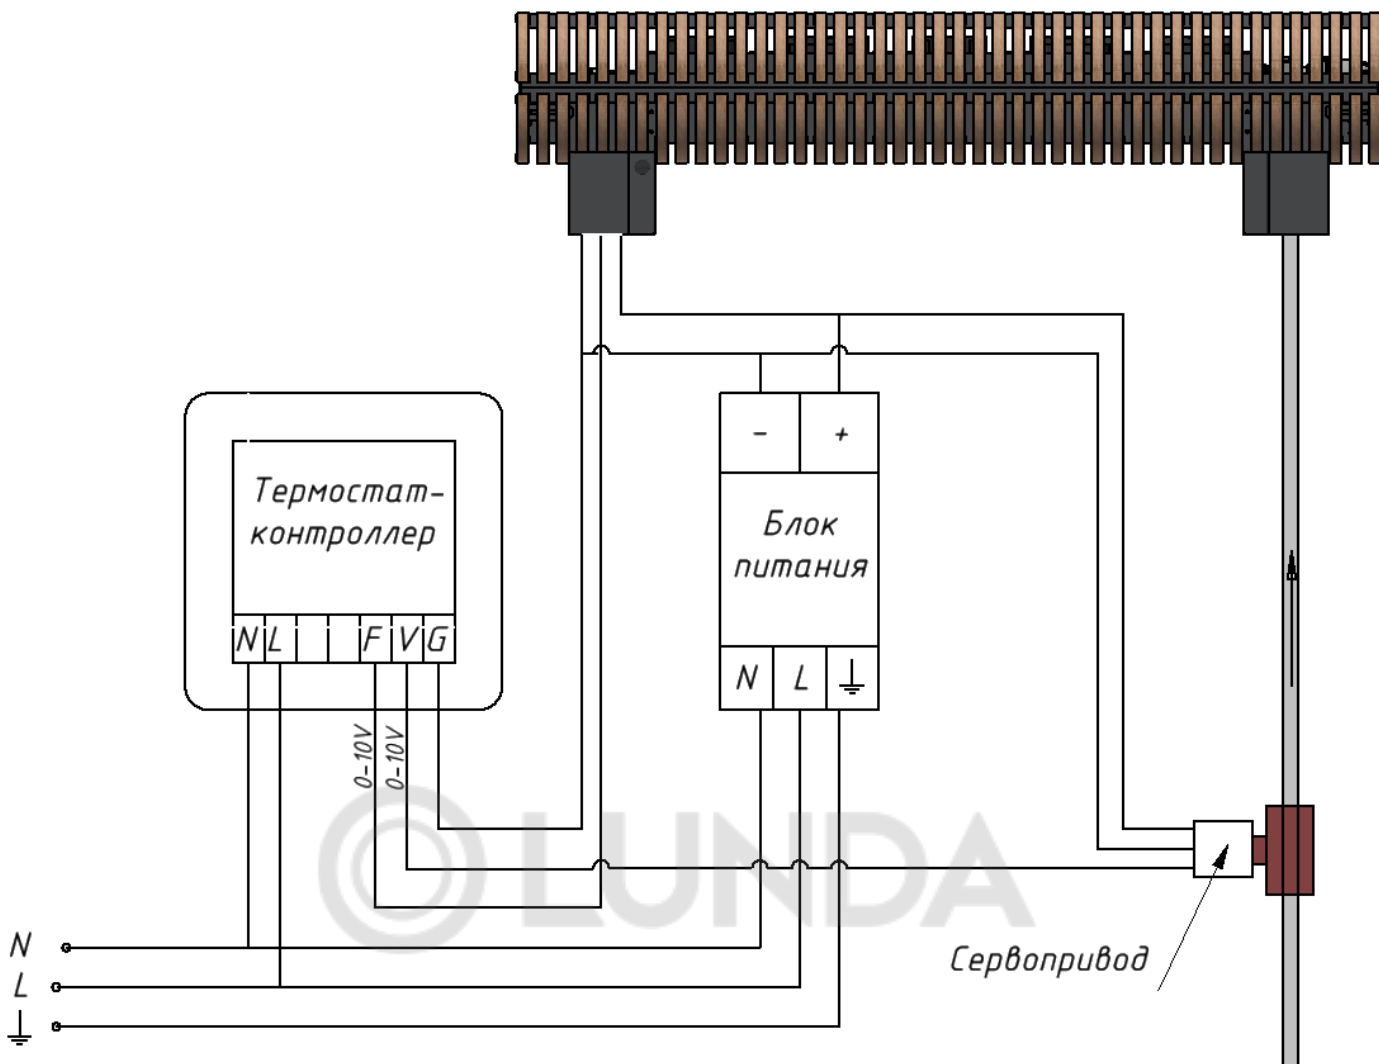 - +
Термостат-
контроллер
Блок
питания
N L F V G
N L
0-10V 0-10V
LUNDA
N
L
Сервопривод